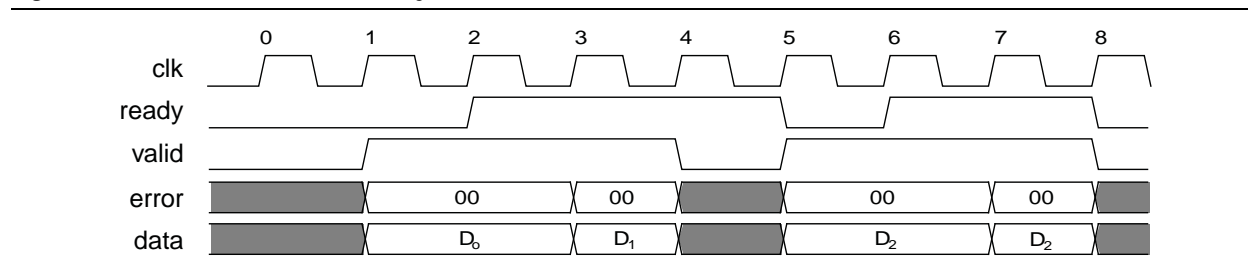 0 1 2 3 4 5 6 7 8
clk
ready
valid
error 00 00 00 00
data D₀ D₁ D₂ D₂